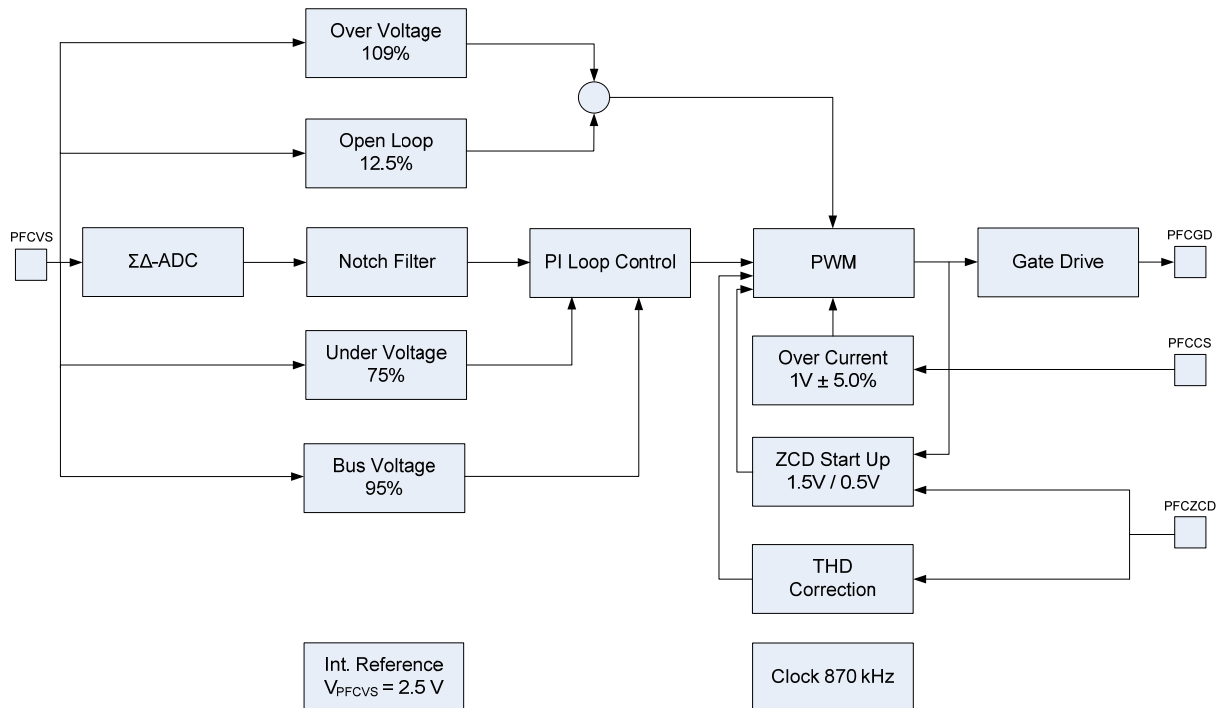 Over Voltage
109%
Open Loop
12.5%
PFCVS
ΣΔ-ADC
Notch Filter
PI Loop Control
PWM
Gate Drive
PFCGD
Under Voltage
75%
Over Current
1V ± 5.0%
PFCCS
Bus Voltage
95%
ZCD Start Up
1.5V / 0.5V
PFCZCD
THD
Correction
Int. Reference
VPFCVS = 2.5 V
Clock 870 kHz